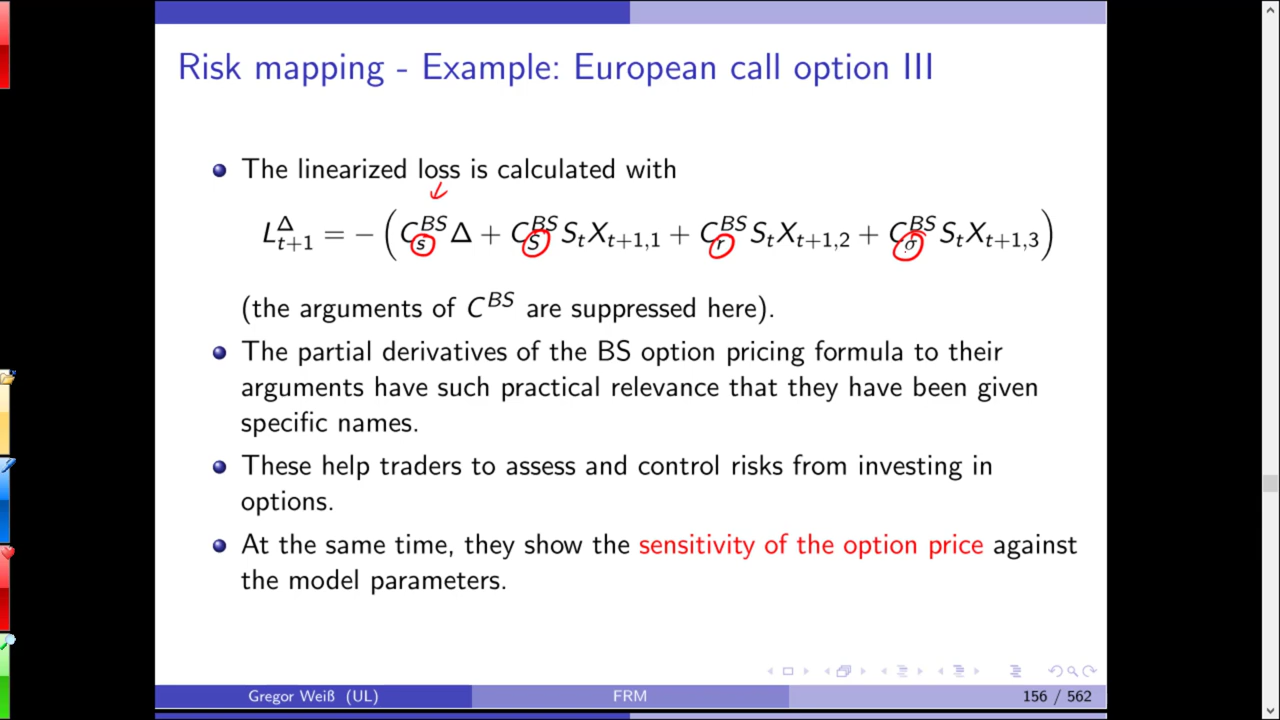 Risk mapping - Example: European call option III
The linearized loss is calculated with
L^Δ_{t+1} = −(C^{BS}_s Δ + C^{BS}_S S_t X_{t+1,1} + C^{BS}_r S_t X_{t+1,2} + C^{BS}_σ S_t X_{t+1,3})
(the arguments of C^{BS} are suppressed here).
The partial derivatives of the BS option pricing formula to their
arguments have such practical relevance that they have been given
specific names.
These help traders to assess and control risks from investing in
options.
At the same time, they show the sensitivity of the option price against
the model parameters.
Gregor Weiß (UL) FRM 156 / 562